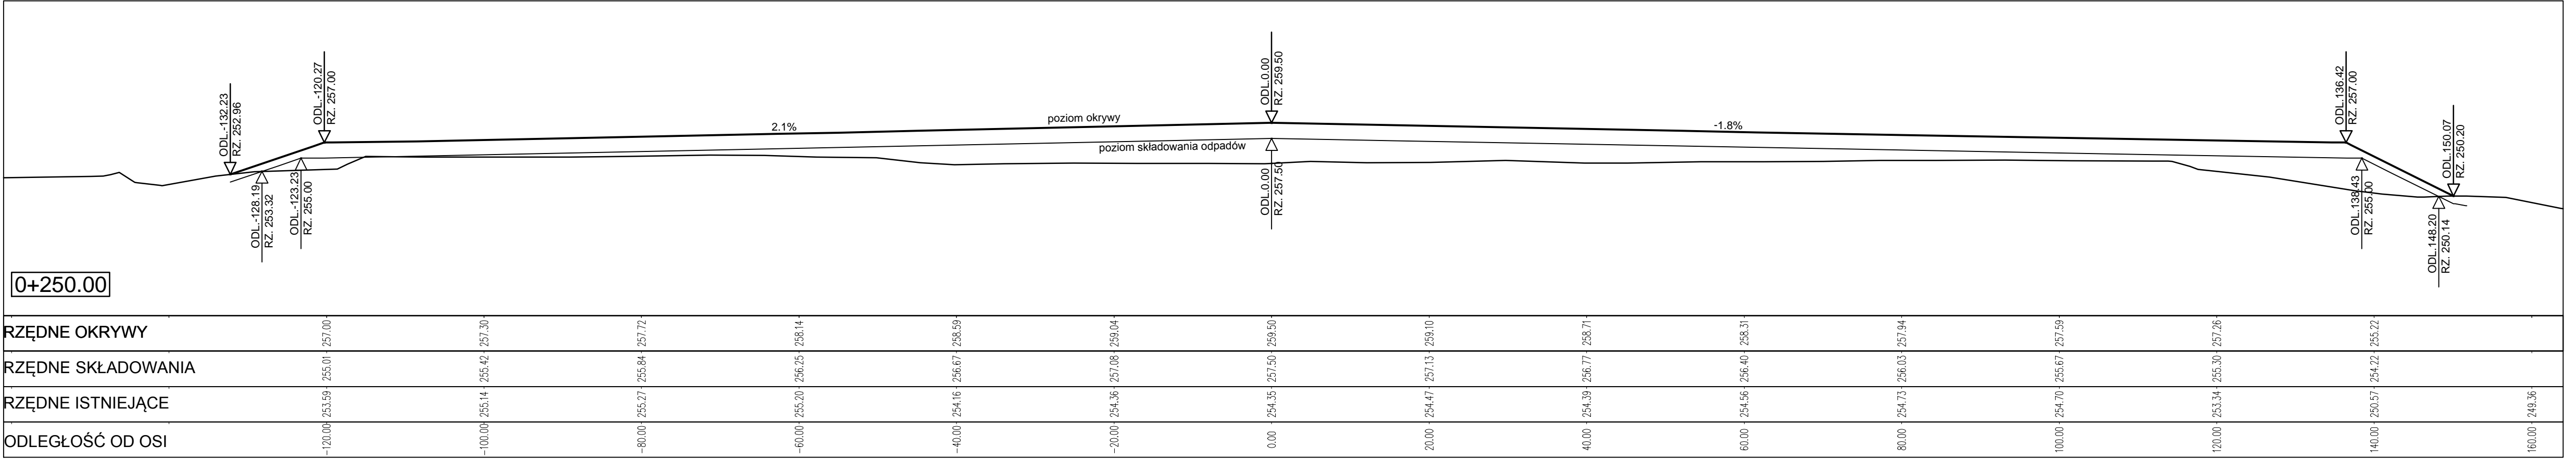 ODL.-132.23
RZ. 252.96
ODL.-120.27
RZ. 257.00
ODL.0.00
RZ. 259.50
ODL.136.42
RZ. 257.00
ODL.150.07
RZ. 250.20
2.1%
poziom okrywy
-1.8%
poziom składowania odpadów
ODL.-128.19
RZ. 253.32
ODL.-123.23
RZ. 255.00
ODL.0.00
RZ. 257.50
ODL.138.43
RZ. 255.00
ODL.148.20
RZ. 250.14
0+250.00
RZĘDNE OKRYWY 257.00 257.30 257.72 258.14 258.59 259.04 259.50 259.10 258.71 258.31 257.94 257.59 257.26 255.22
RZĘDNE SKŁADOWANIA 255.01 255.42 255.84 256.25 256.67 257.08 257.50 257.13 256.77 256.40 256.03 255.67 255.30 254.22
RZĘDNE ISTNIEJĄCE 253.59 255.14 255.27 255.20 254.16 254.36 254.35 254.47 254.39 254.56 254.73 254.70 253.34 250.57 249.36
ODLEGŁOŚĆ OD OSI -120.00 -100.00 -80.00 -60.00 -40.00 -20.00 0.00 20.00 40.00 60.00 80.00 100.00 120.00 140.00 160.00